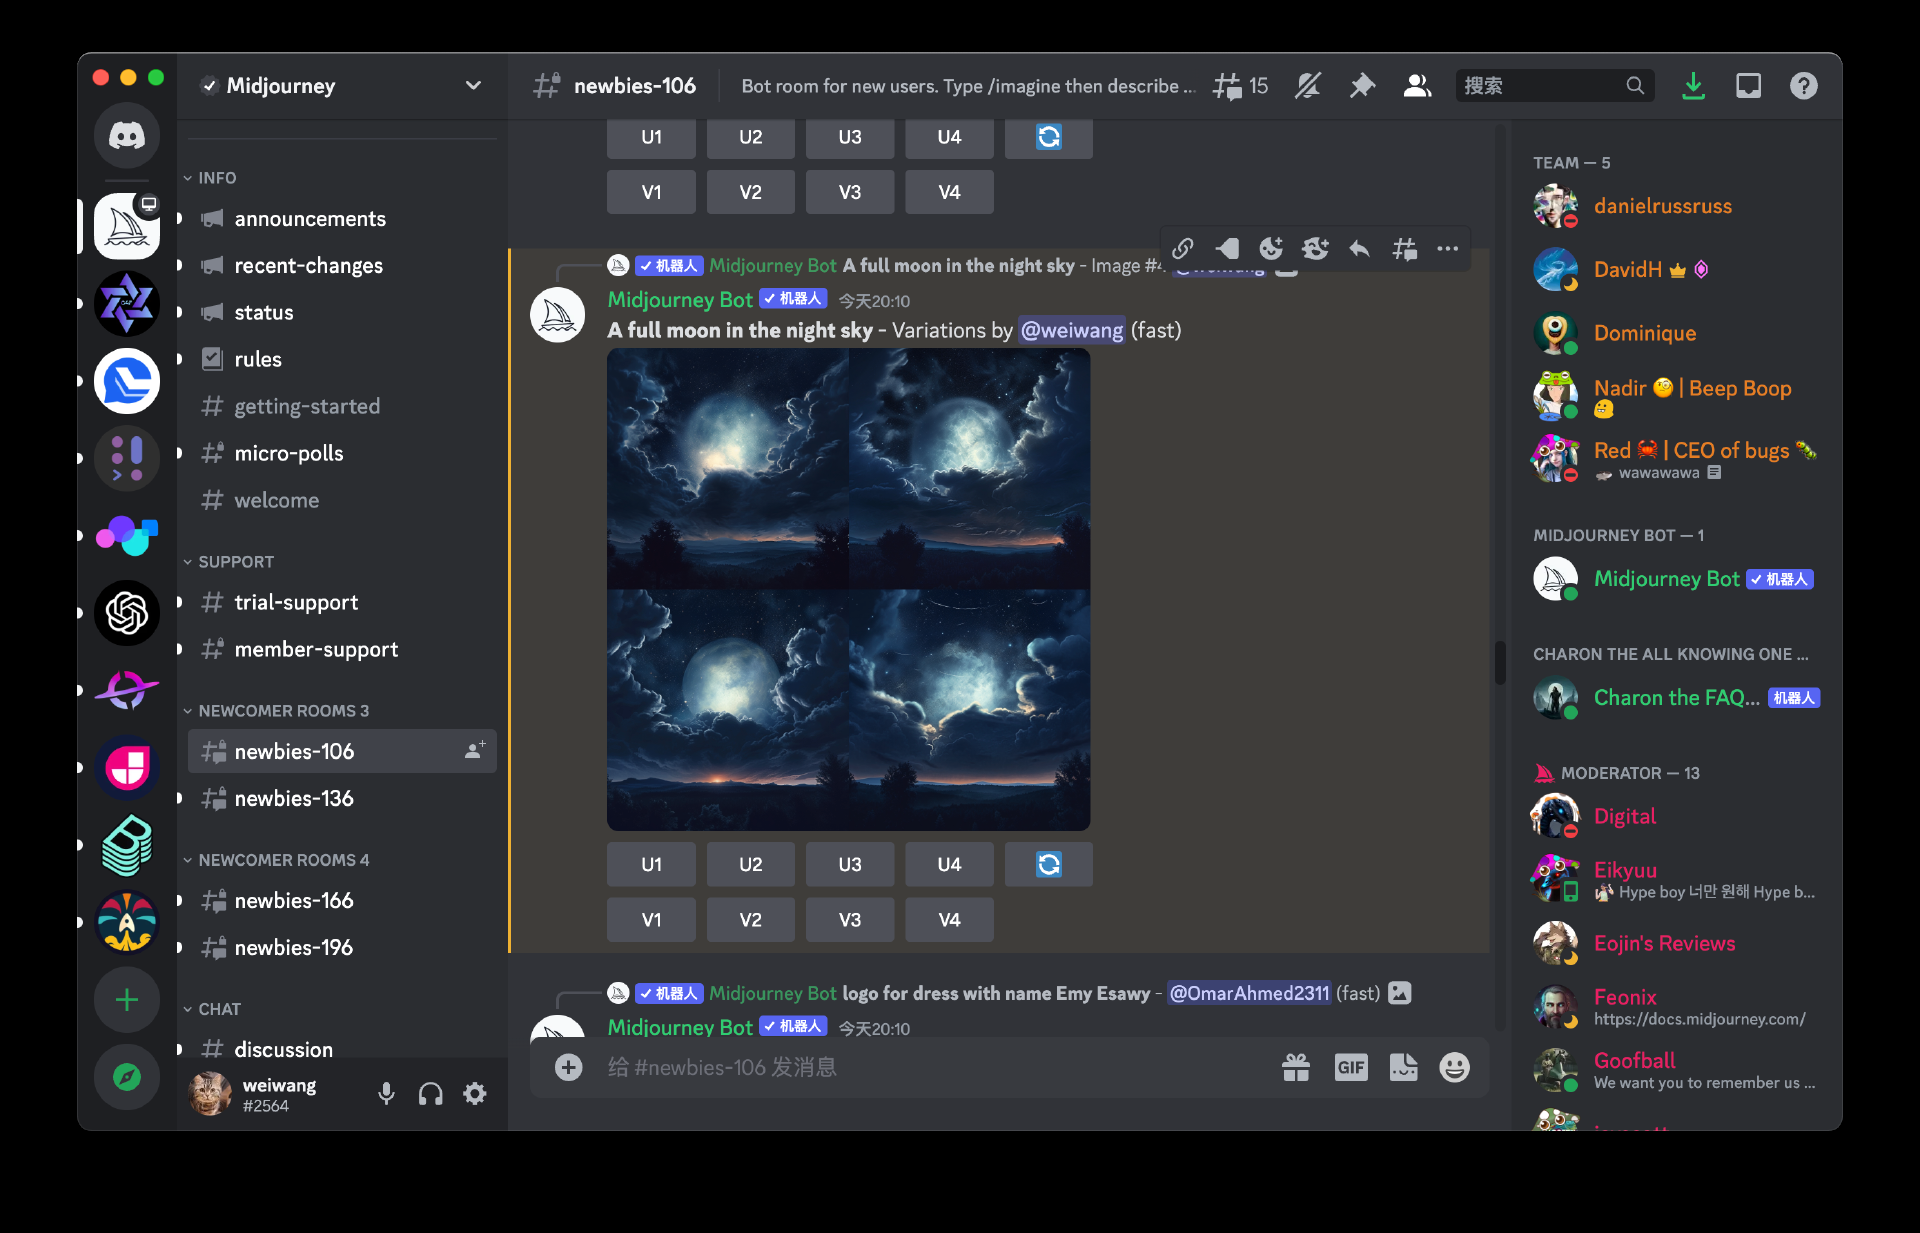 Midjourney
INFO
announcements
recent-changes
status
rules
getting-started
micro-polls
welcome
SUPPORT
trial-support
member-support
NEWCOMER ROOMS 3
newbies-106
newbies-136
NEWCOMER ROOMS 4
newbies-166
newbies-196
CHAT
discussion
weiwang
#2564
newbies-106
Bot room for new users. Type /imagine then describe ...
15
搜索
U1 U2 U3 U4
V1 V2 V3 V4
机器人 Midjourney Bot A full moon in the night sky - Image #4
Midjourney Bot 机器人 今天20:10
A full moon in the night sky - Variations by @weiwang (fast)
U1 U2 U3 U4
V1 V2 V3 V4
机器人 Midjourney Bot logo for dress with name Emy Esawy - @OmarAhmed2311 (fast)
Midjourney Bot 机器人 今天20:10
给 #newbies-106 发消息
GIF
TEAM — 5
danielrussruss
DavidH
Dominique
Nadir | Beep Boop
Red | CEO of bugs
wawawawa
MIDJOURNEY BOT — 1
Midjourney Bot 机器人
CHARON THE ALL KNOWING ONE ...
Charon the FAQ... 机器人
MODERATOR — 13
Digital
Eikyuu
Hype boy 너만 원해 Hype b...
Eojin's Reviews
Feonix
https://docs.midjourney.com/
Goofball
We want you to remember us ...